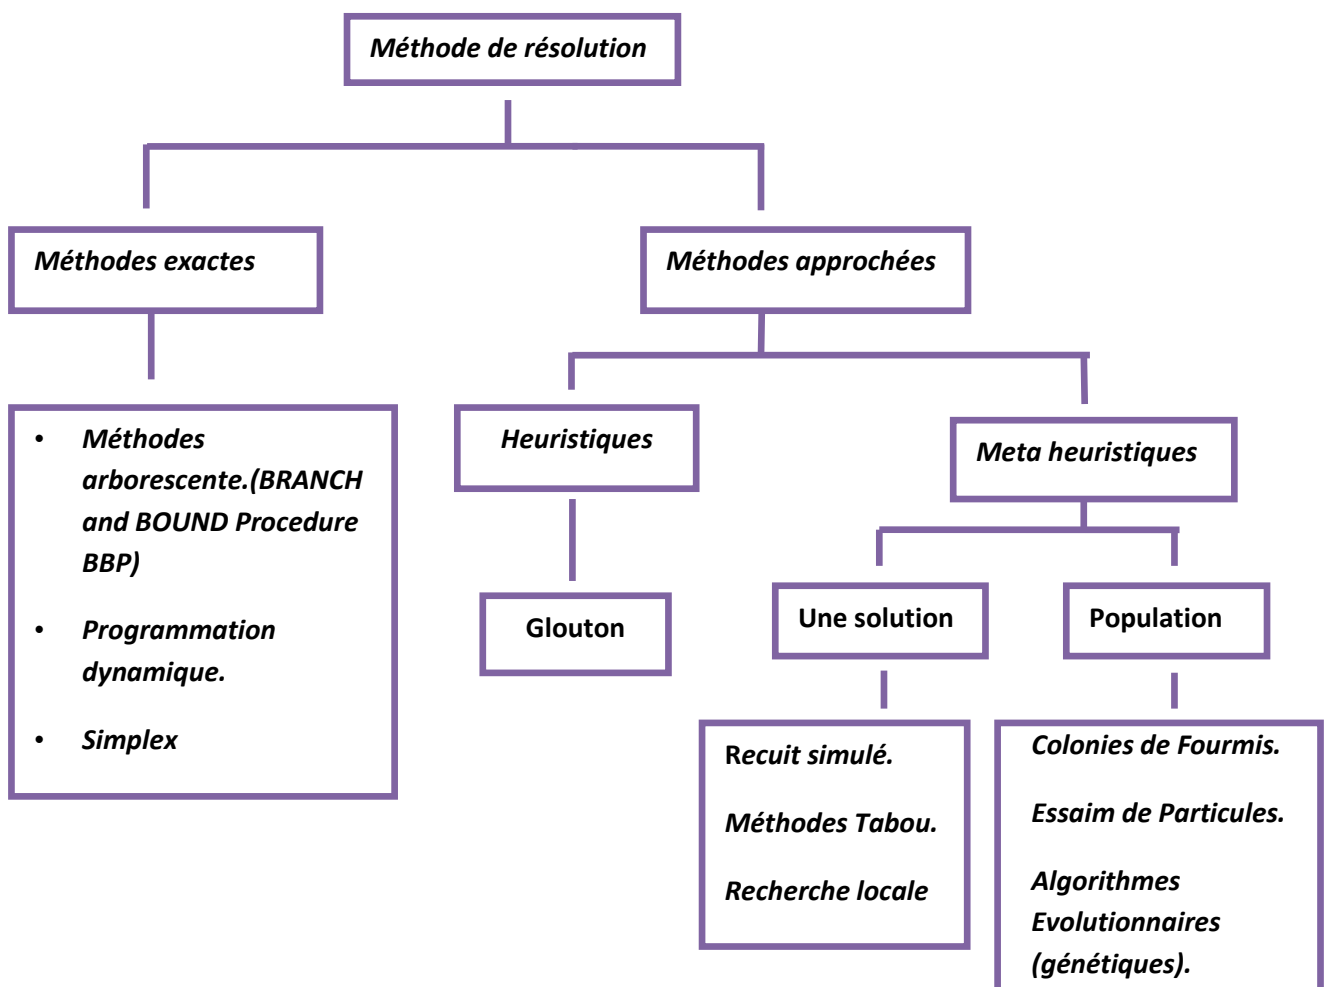 Méthode de résolution
Méthodes exactes
Méthodes approchées
• Méthodes
arborescente.(BRANCH
and BOUND Procedure
BBP)
• Programmation
dynamique.
• Simplex
Heuristiques
Meta heuristiques
Glouton
Une solution
Population
Recuit simulé.
Méthodes Tabou.
Recherche locale
Colonies de Fourmis.
Essaim de Particules.
Algorithmes
Evolutionnaires
(génétiques).